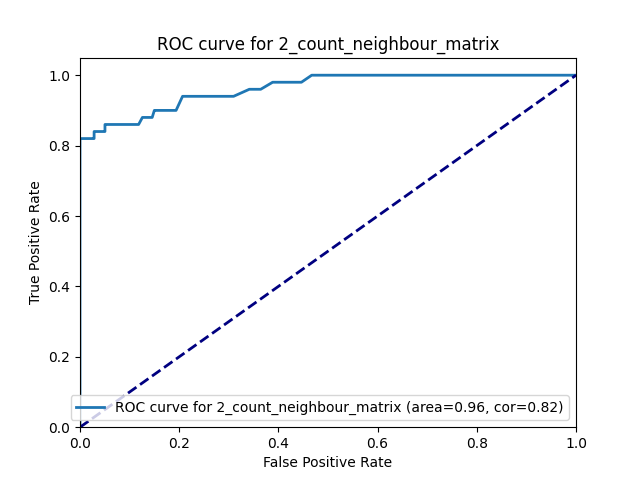 ROC curve for 2_count_neighbour_matrix
1.0
0.8
0.6
0.4
0.2
0.0
True Positive Rate
ROC curve for 2_count_neighbour_matrix (area=0.96, cor=0.82)
0.0 0.2 0.4 0.6 0.8 1.0
False Positive Rate